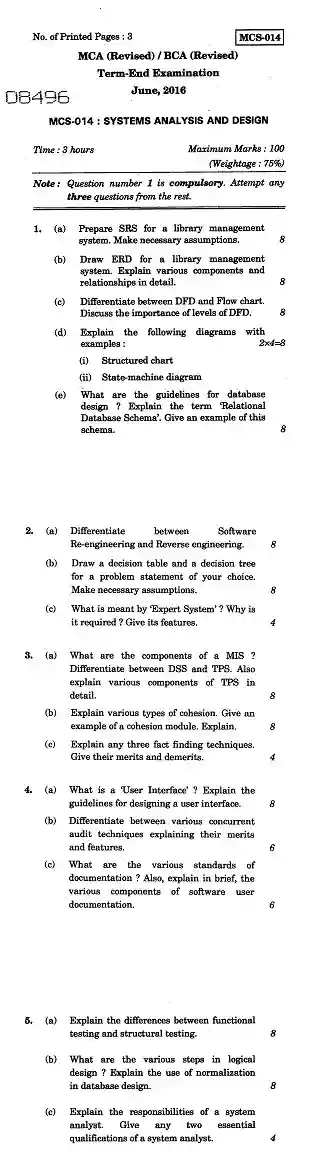 No. of Printed Pages : 3 MCS-014
MCA (Revised) / BCA (Revised)
Term-End Examination
08496
June, 2016
MCS-014 : SYSTEMS ANALYSIS AND DESIGN
Time : 3 hours Maximum Marks : 100
(Weightage : 75%)
Note : Question number 1 is compulsory. Attempt any
three questions from the rest.
1. (a) Prepare SRS for a library management
system. Make necessary assumptions. 8
(b) Draw ERD for a library management
system. Explain various components and
relationships in detail. 8
(c) Differentiate between DFD and Flow chart.
Discuss the importance of levels of DFD. 8
(d) Explain the following diagrams with
examples : 2×4=8
(i) Structured chart
(ii) State-machine diagram
(e) What are the guidelines for database
design ? Explain the term 'Relational
Database Schema'. Give an example of this
schema. 8
2. (a) Differentiate between Software
Re-engineering and Reverse engineering. 8
(b) Draw a decision table and a decision tree
for a problem statement of your choice.
Make necessary assumptions. 8
(c) What is meant by 'Expert System' ? Why is
it required ? Give its features. 4
3. (a) What are the components of a MIS ?
Differentiate between DSS and TPS. Also
explain various components of TPS in
detail. 8
(b) Explain various types of cohesion. Give an
example of a cohesion module. Explain. 8
(c) Explain any three fact finding techniques.
Give their merits and demerits. 4
4. (a) What is a 'User Interface' ? Explain the
guidelines for designing a user interface. 8
(b) Differentiate between various concurrent
audit techniques explaining their merits
and features. 6
(c) What are the various standards of
documentation ? Also, explain in brief, the
various components of software user
documentation. 6
5. (a) Explain the differences between functional
testing and structural testing. 8
(b) What are the various steps in logical
design ? Explain the use of normalization
in database design. 8
(c) Explain the responsibilities of a system
analyst. Give any two essential
qualifications of a system analyst. 4